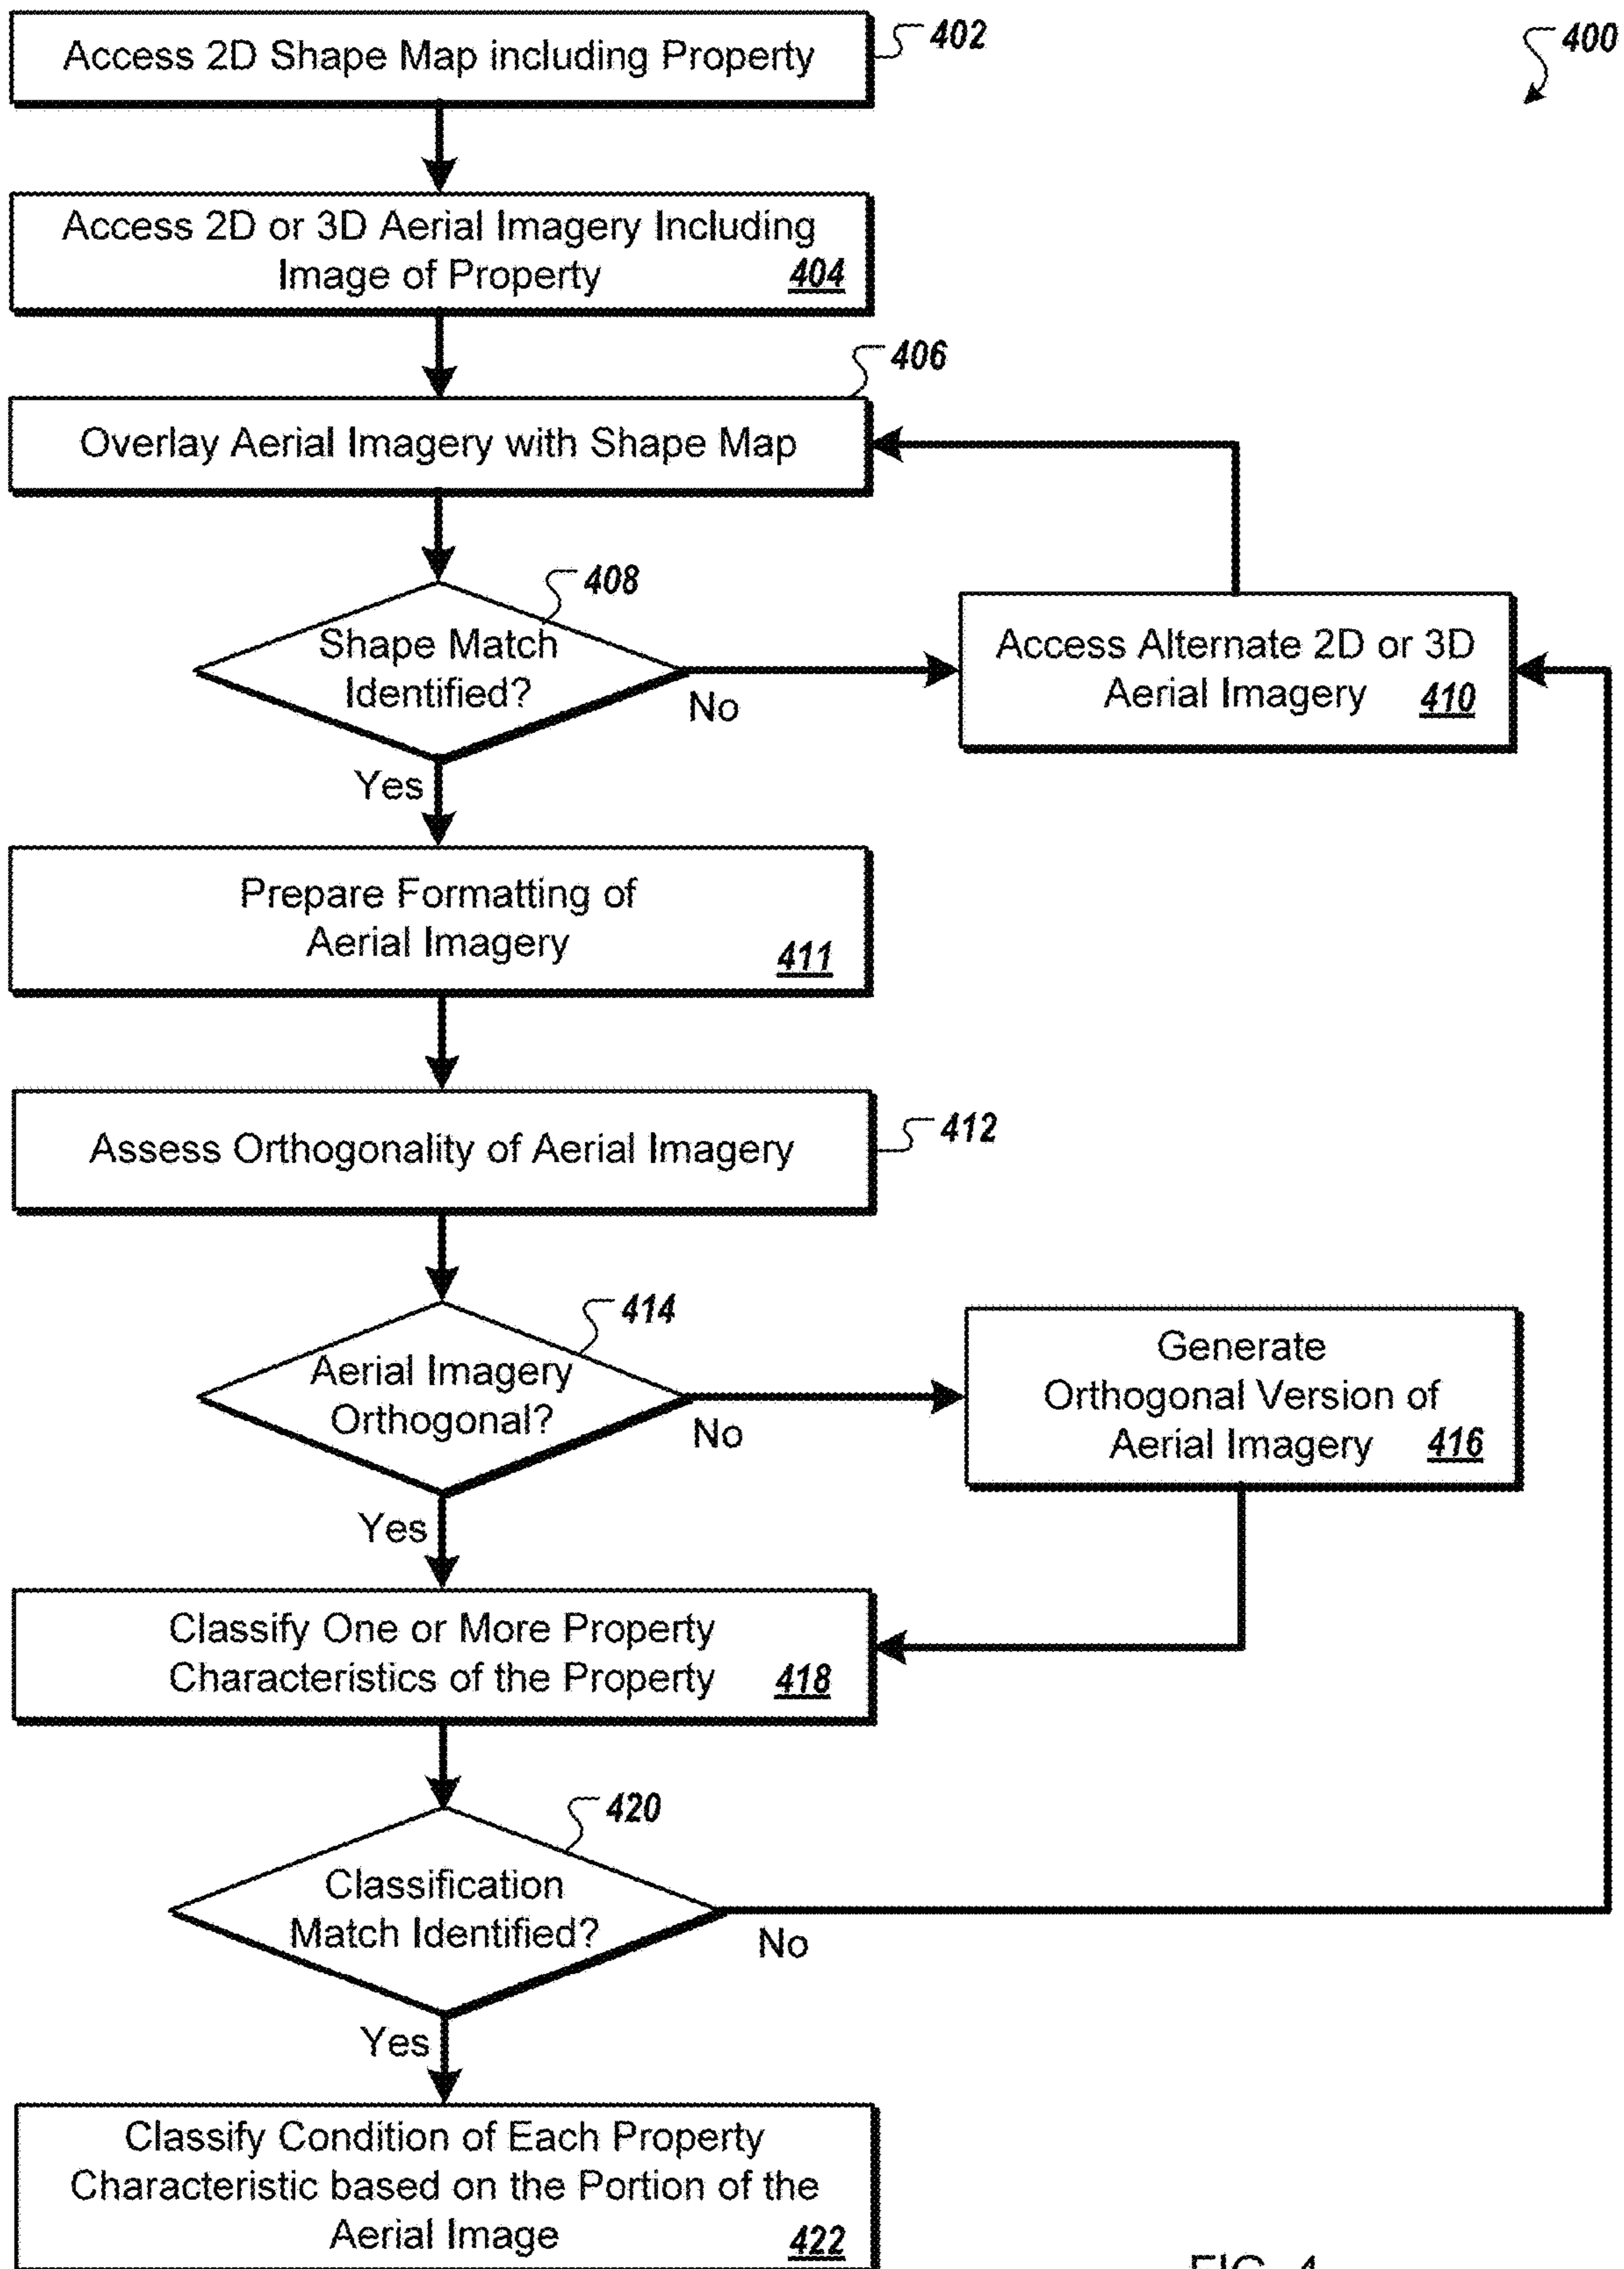 Access 2D Shape Map including Property
402
400
Access 2D or 3D Aerial Imagery Including
Image of Property
404
406
Overlay Aerial Imagery with Shape Map
408
Shape Match
Identified?
No
Access Alternate 2D or 3D
Aerial Imagery
410
Yes
Prepare Formatting of
Aerial Imagery
411
Assess Orthogonality of Aerial Imagery
412
414
Aerial Imagery
Orthogonal?
No
Generate
Orthogonal Version of
Aerial Imagery
416
Yes
Classify One or More Property
Characteristics of the Property
418
420
Classification
Match Identified?
No
Yes
Classify Condition of Each Property
Characteristic based on the Portion of the
Aerial Image
422
FIG. 4